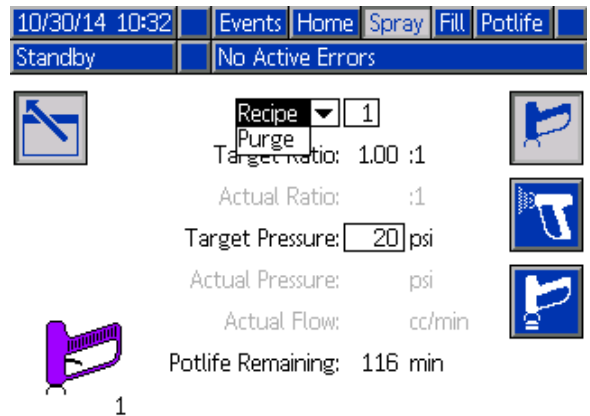 10/30/14 10:32 Events Home Spray Fill Potlife
Standby No Active Errors
Recipe 1
Purge
Target Ratio: 1.00 :1
Actual Ratio: :1
Target Pressure: 20 psi
Actual Pressure: psi
Actual Flow: cc/min
Potlife Remaining: 116 min
1